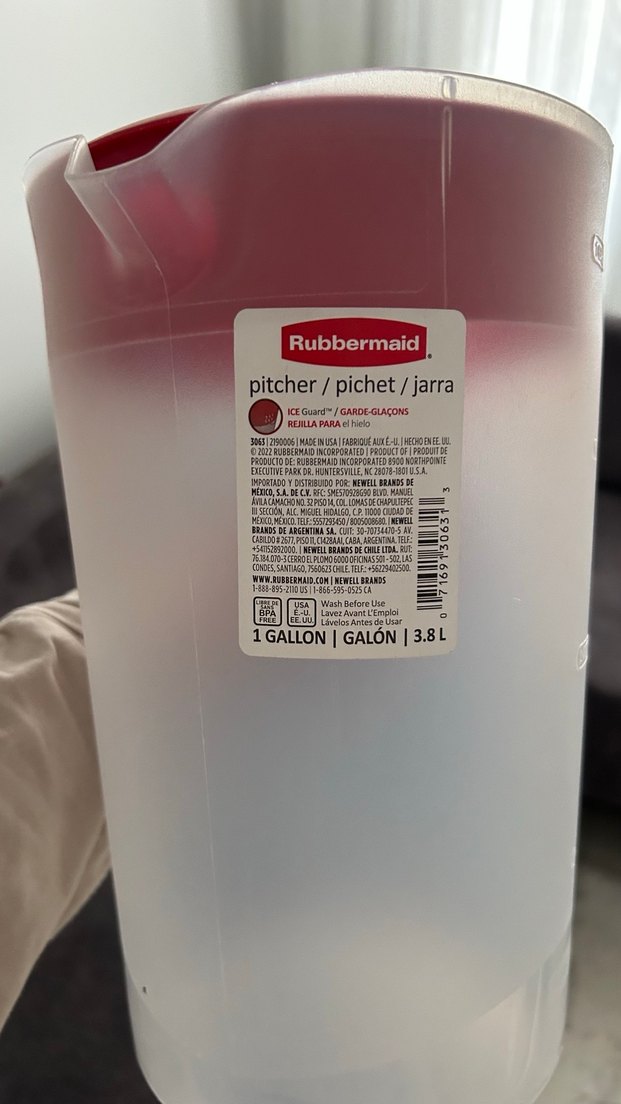 Rubbermaid®
pitcher / pichet / jarra
ICE Guard™ / GARDE-GLAÇONS
REJILLA PARA el hielo
3063 | 2190006 | MADE IN USA | FABRIQUÉ AUX É.-U. | HECHO EN EE. UU.
© 2022 RUBBERMAID INCORPORATED | PRODUCT OF | PRODUIT DE
PRODUCTO DE: RUBBERMAID INCORPORATED 8900 NORTHPOINTE
EXECUTIVE PARK DR. HUNTERSVILLE, NC 28078-1801 U.S.A.
IMPORTADO Y DISTRIBUIDO POR: NEWELL BRANDS DE
MÉXICO, S.A. DE C.V. RFC: SME570928G90 BLVD. MANUEL
ÁVILA CAMACHO NO. 32 PISO 14, COL. LOMAS DE CHAPULTEPEC
III SECCIÓN, ALC. MIGUEL HIDALGO, C.P. 11000 CIUDAD DE
MÉXICO, MÉXICO. TELF.: 5557293450 / 8005008680. | NEWELL
BRANDS DE ARGENTINA SA. CUIT: 30-70734470-5 AV.
CABILDO # 2677, PISO 11, C1428AAI, CABA, ARGENTINA. TELF.:
+541152892000. | NEWELL BRANDS DE CHILE LTDA. RUT:
76.184.070-3 CERRO EL PLOMO 6000 OFICINAS 501-502, LAS
CONDES, SANTIAGO, 7560623 CHILE. TELF.: +56229402500.
WWW.RUBBERMAID.COM | NEWELL BRANDS
1-888-895-2110 US | 1-866-595-0525 CA
LIBRE DE
SANS
BPA
FREE
USA
É.-U.
EE. UU.
Wash Before Use
Lavez Avant L'Emploi
Lávelos Antes de Usar
0 71691 30631 3
1 GALLON | GALÓN | 3.8 L